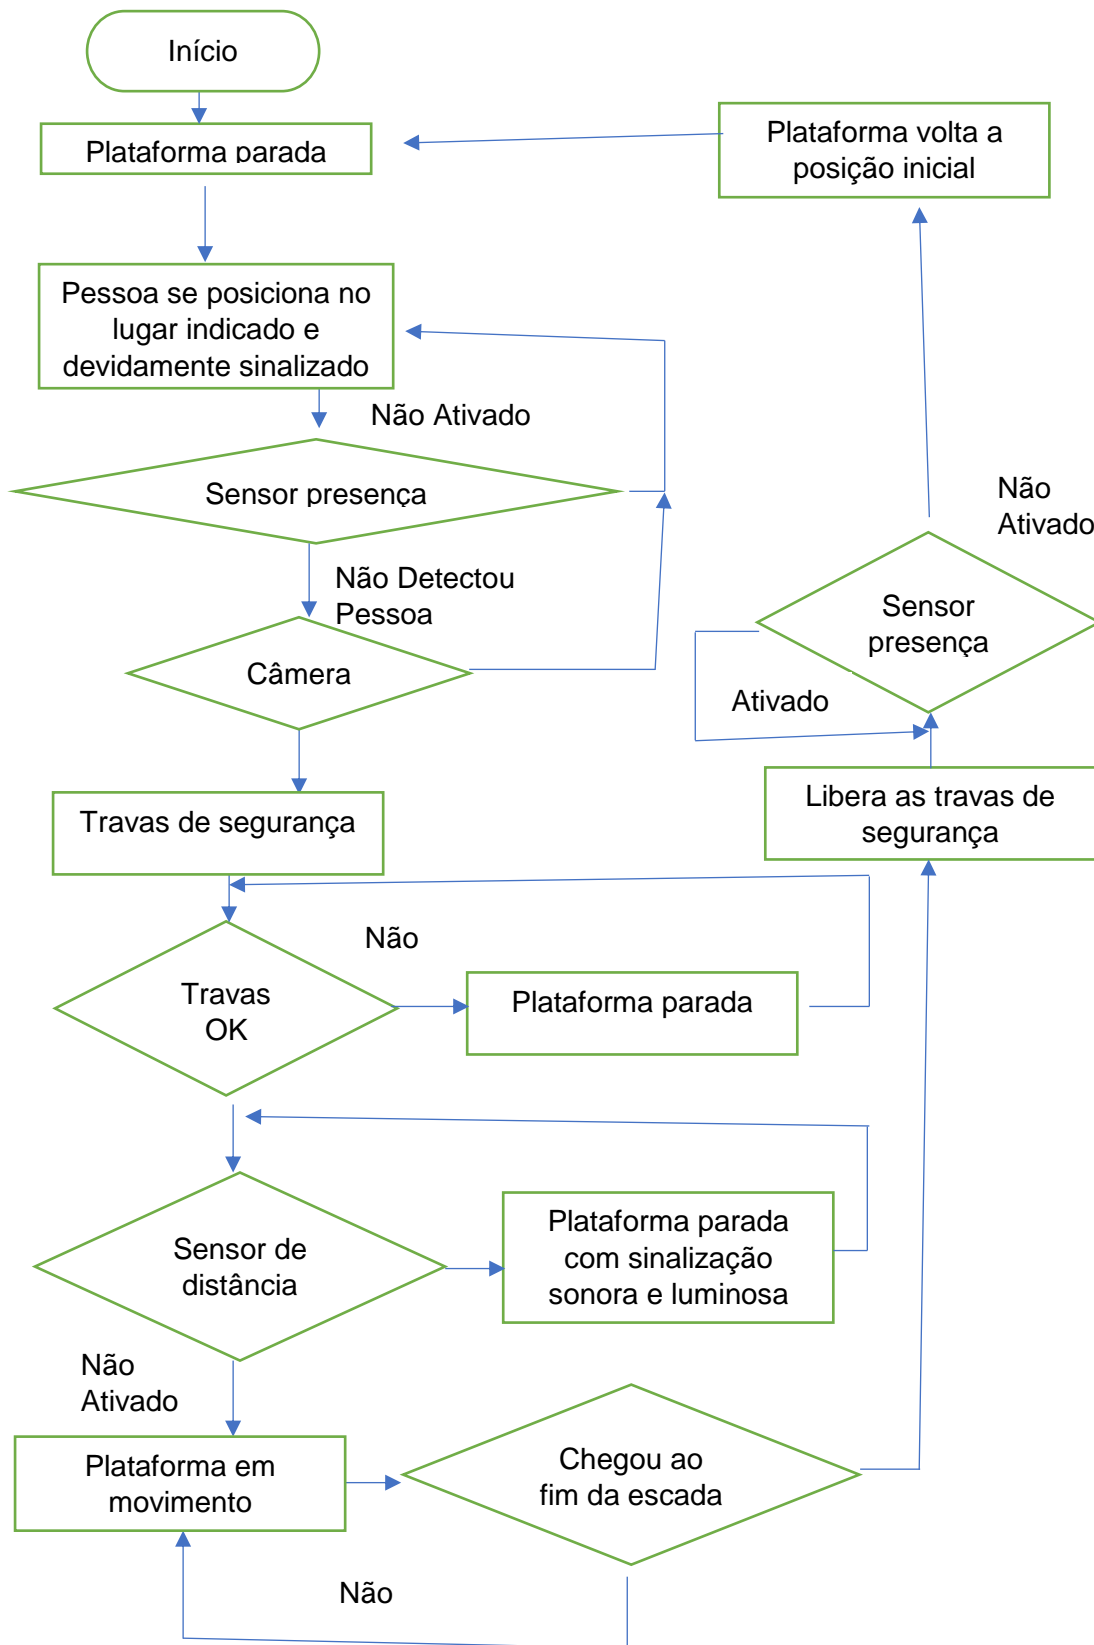 Início
Plataforma parada
Plataforma volta a
posição inicial
Pessoa se posiciona no
lugar indicado e
devidamente sinalizado
Não Ativado
Sensor presença
Não
Ativado
Não Detectou
Pessoa
Sensor
presença
Câmera
Ativado
Travas de segurança
Libera as travas de
segurança
Não
Travas
OK
Plataforma parada
Plataforma parada
com sinalização
sonora e luminosa
Sensor de
distância
Não
Ativado
Plataforma em
movimento
Chegou ao
fim da escada
Não